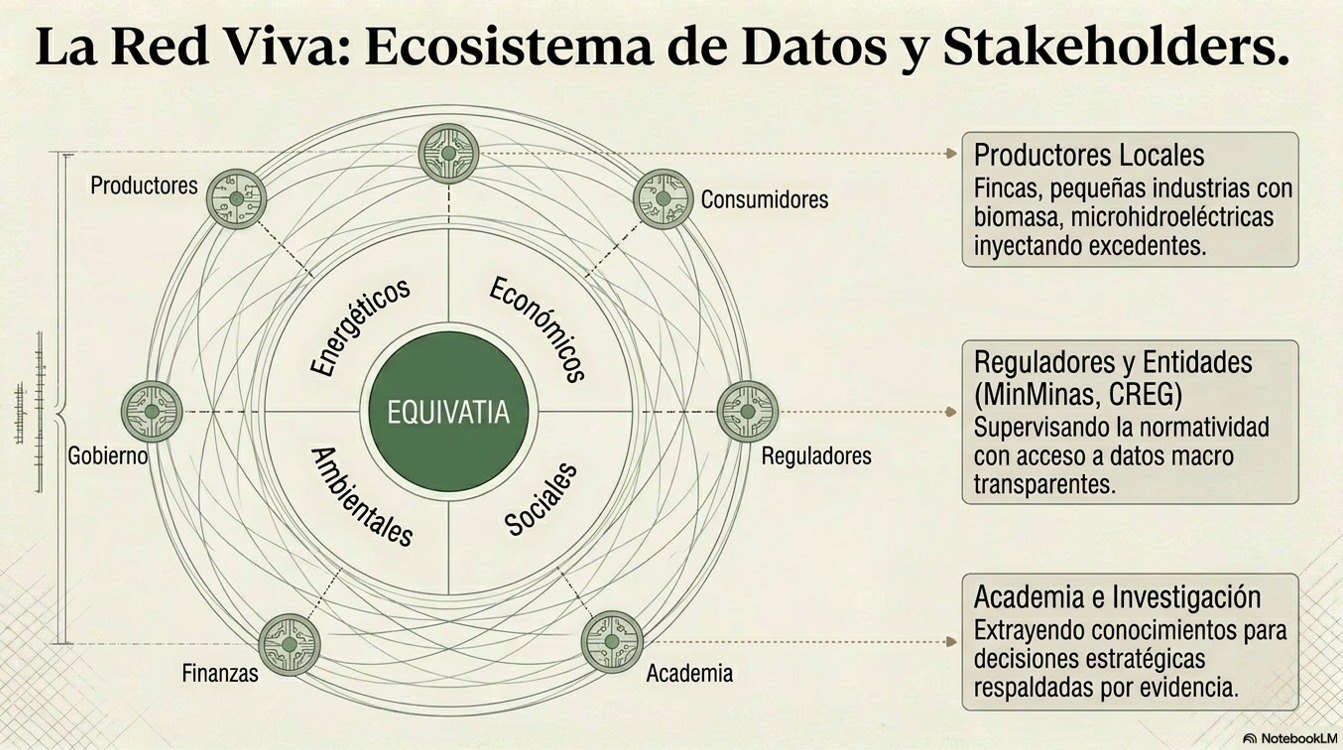 La Red Viva: Ecosistema de Datos y Stakeholders.
Productores
Consumidores
Gobierno
Reguladores
Finanzas
Academia
Energéticos
Económicos
Ambientales
Sociales
EQUIVATIA
Productores Locales
Fincas, pequeñas industrias con
biomasa, microhidroeléctricas
inyectando excedentes.
Reguladores y Entidades
(MinMinas, CREG)
Supervisando la normatividad
con acceso a datos macro
transparentes.
Academia e Investigación
Extrayendo conocimientos para
decisiones estratégicas
respaldadas por evidencia.
NotebookLM